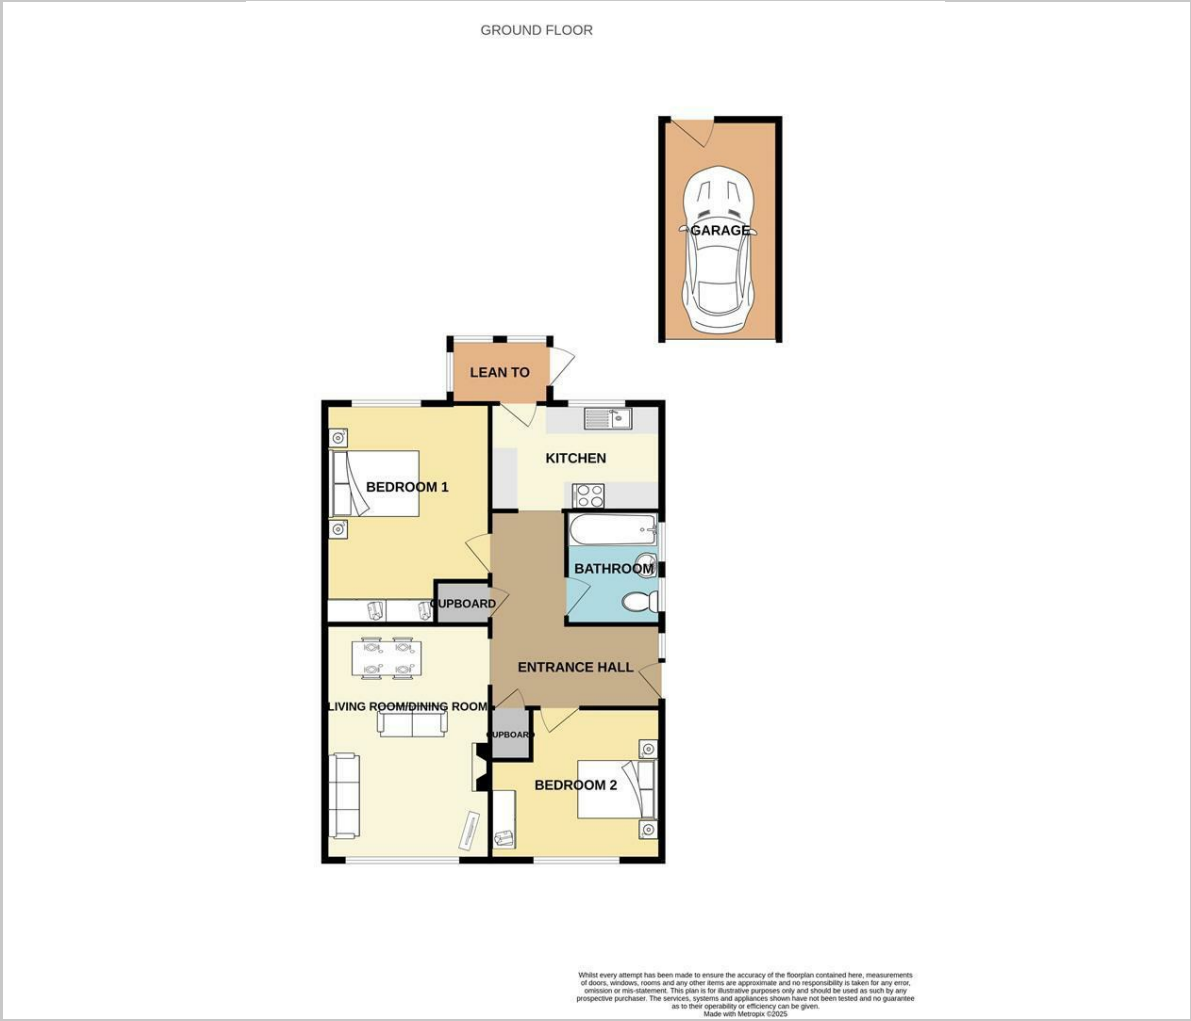 GROUND FLOOR
GARAGE
LEAN TO
KITCHEN
BEDROOM 1
BATHROOM
CUPBOARD
ENTRANCE HALL
LIVING ROOM/DINING ROOM
CUPBOARD
BEDROOM 2
Whilst every attempt has been made to ensure the accuracy of the floorplan contained here, measurements
of doors, windows, rooms and any other items are approximate and no responsibility is taken for any error,
omission or mis-statement. This plan is for illustrative purposes only and should be used as such by any
prospective purchaser. The services, systems and appliances shown have not been tested and no guarantee
as to their operability or efficiency can be given.
Made with Metropix ©2025